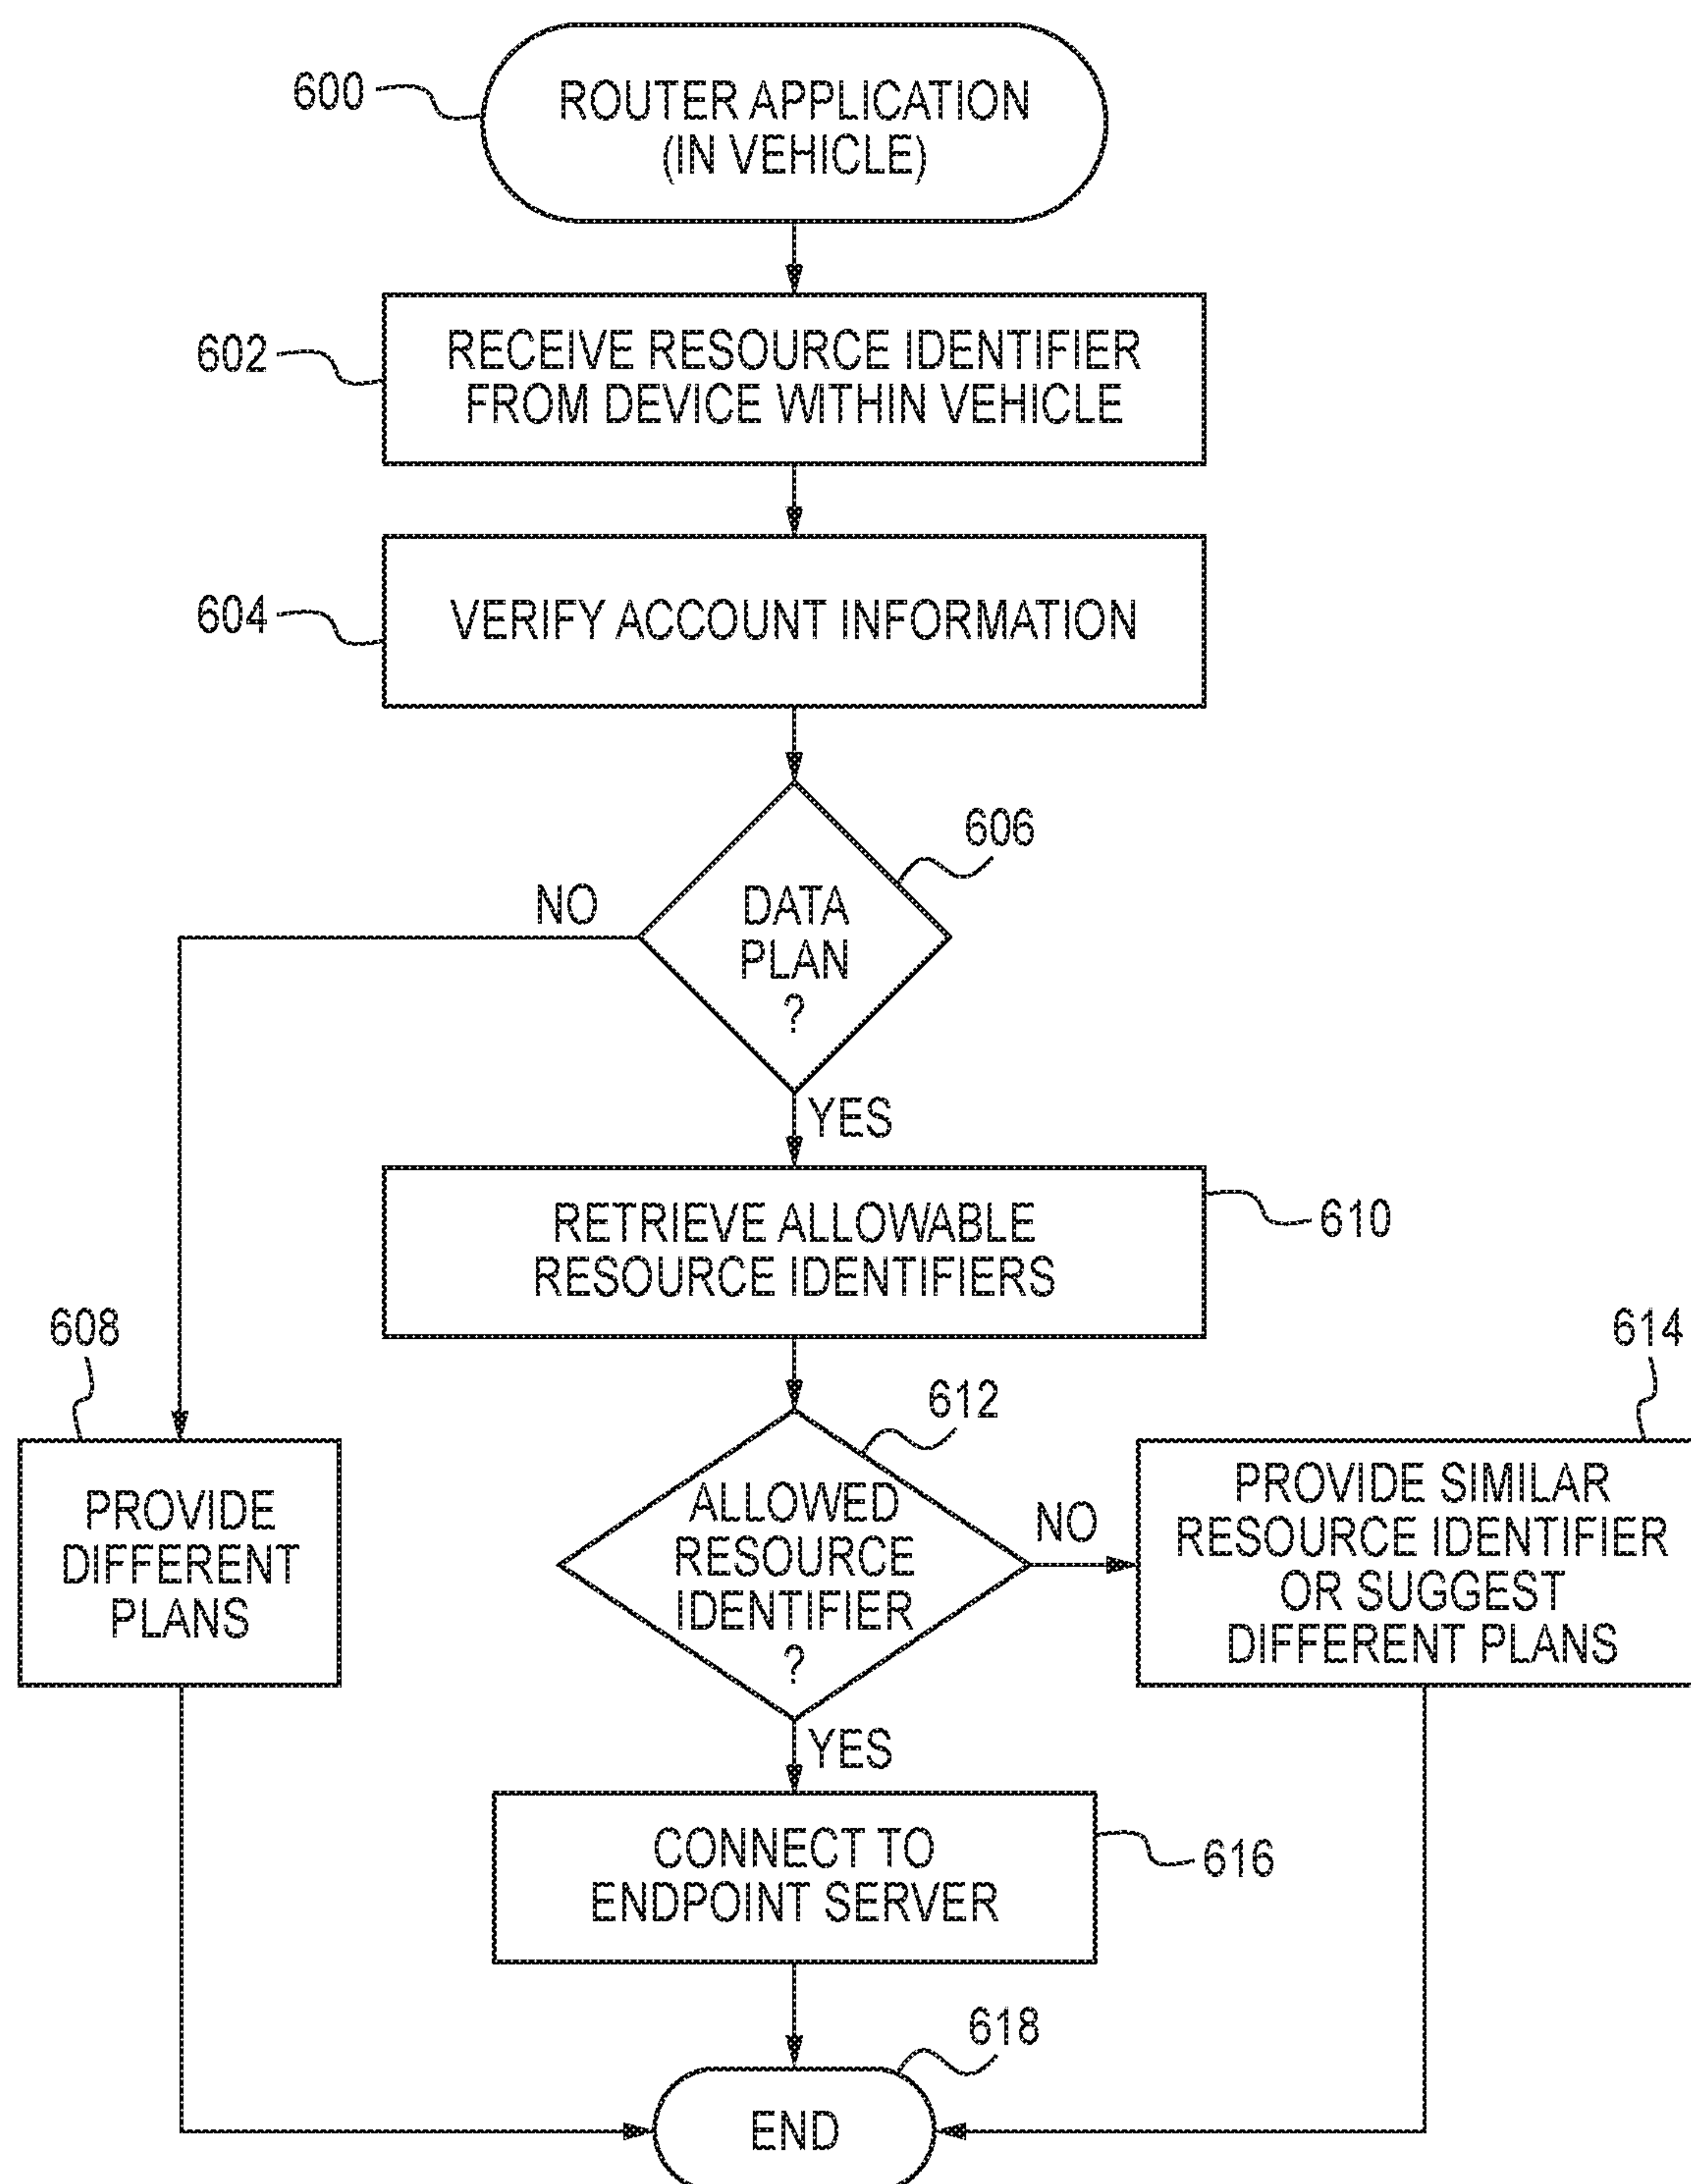 600
ROUTER APPLICATION
(IN VEHICLE)
602
RECEIVE RESOURCE IDENTIFIER
FROM DEVICE WITHIN VEHICLE
604
VERIFY ACCOUNT INFORMATION
606
DATA
PLAN
?
NO
YES
RETRIEVE ALLOWABLE
RESOURCE IDENTIFIERS
610
608
PROVIDE
DIFFERENT
PLANS
612
ALLOWED
RESOURCE
IDENTIFIER
?
NO
614
PROVIDE SIMILAR
RESOURCE IDENTIFIER
OR SUGGEST
DIFFERENT PLANS
YES
CONNECT TO
ENDPOINT SERVER
616
618
END